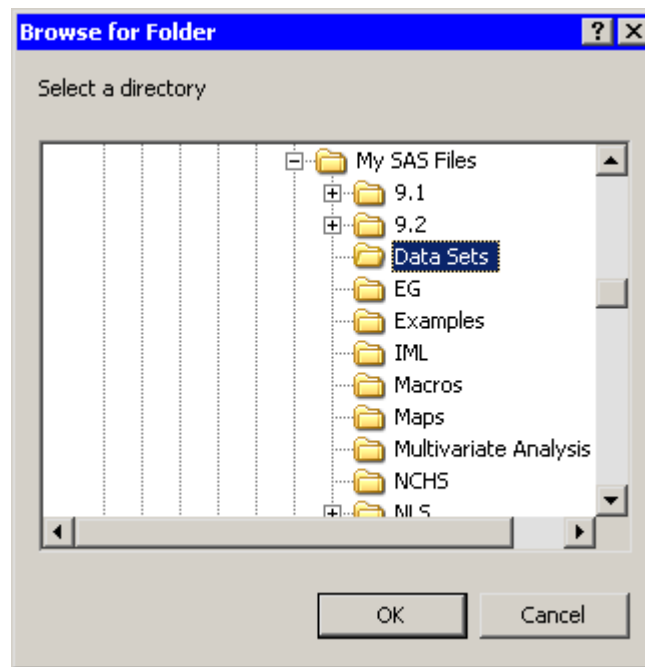 Browse for Folder
Select a directory
My SAS Files
9.1
9.2
Data Sets
EG
Examples
IML
Macros
Maps
Multivariate Analysis
NCHS
NLS
OK Cancel